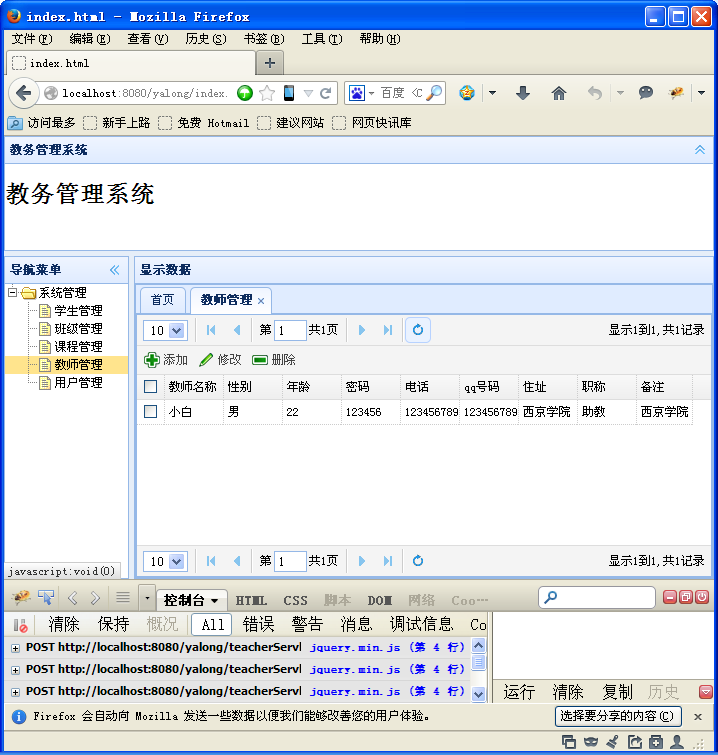 index.html - Mozilla Firefox
文件(F) 编辑(E) 查看(V) 历史(S) 书签(B) 工具(T) 帮助(H)
index.html +
localhost:8080/yalong/index. 百度 <C
访问最多 新手上路 免费 Hotmail 建议网站 网页快讯库
教务管理系统
教务管理系统
导航菜单
系统管理
学生管理
班级管理
课程管理
教师管理
用户管理
显示数据
首页 教师管理
10 第 1 共1页 显示1到1,共1记录
添加 修改 删除
教师名称 性别 年龄 密码 电话 qq号码 住址 职称 备注
小白 男 22 123456 123456789 123456789 西京学院 助教 西京学院
10 第 1 共1页 显示1到1,共1记录
javascript:void(0)
控制台 HTML CSS 脚本 DOM 网络 Coo…
清除 保持 概况 All 错误 警告 消息 调试信息 Co
POST http://localhost:8080/yalong/teacherServl jquery.min.js (第 4 行)
POST http://localhost:8080/yalong/teacherServl jquery.min.js (第 4 行)
POST http://localhost:8080/yalong/teacherServl jquery.min.js (第 4 行)
运行 清除 复制 历史
Firefox 会自动向 Mozilla 发送一些数据以便我们能够改善您的用户体验。 选择要分享的内容(C) ×